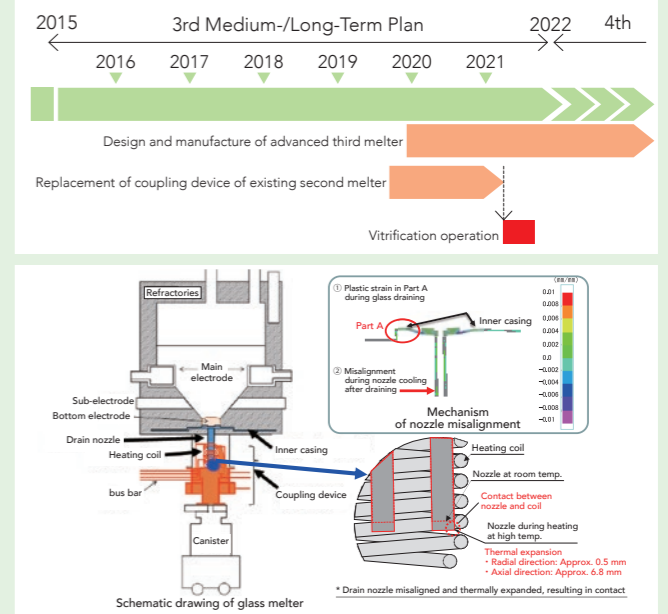 2015
3rd Medium-/Long-Term Plan
2022
4th
2016
2017
2018
2019
2020
2021
Design and manufacture of advanced third melter
Replacement of coupling device of existing second melter
Vitrification operation
Refractories
Main
electrode
Sub-electrode
Bottom electrode
Drain nozzle
Heating coil
bus bar
Inner casing
Coupling device
Canister
Schematic drawing of glass melter
① Plastic strain in Part A
during glass draining
Part A
Inner casing
② Misalignment
during nozzle cooling
after draining
Mechanism
of nozzle misalignment
(mm/mm)
0.01
0.008
0.006
0.004
0.002
0.0
−0.002
−0.004
−0.006
−0.008
−0.01
Heating coil
Nozzle at room temp.
Contact between
nozzle and coil
Nozzle during heating
at high temp.
Thermal expansion
・Radial direction: Approx. 0.5 mm
・Axial direction: Approx. 6.8 mm
* Drain nozzle misaligned and thermally expanded, resulting in contact